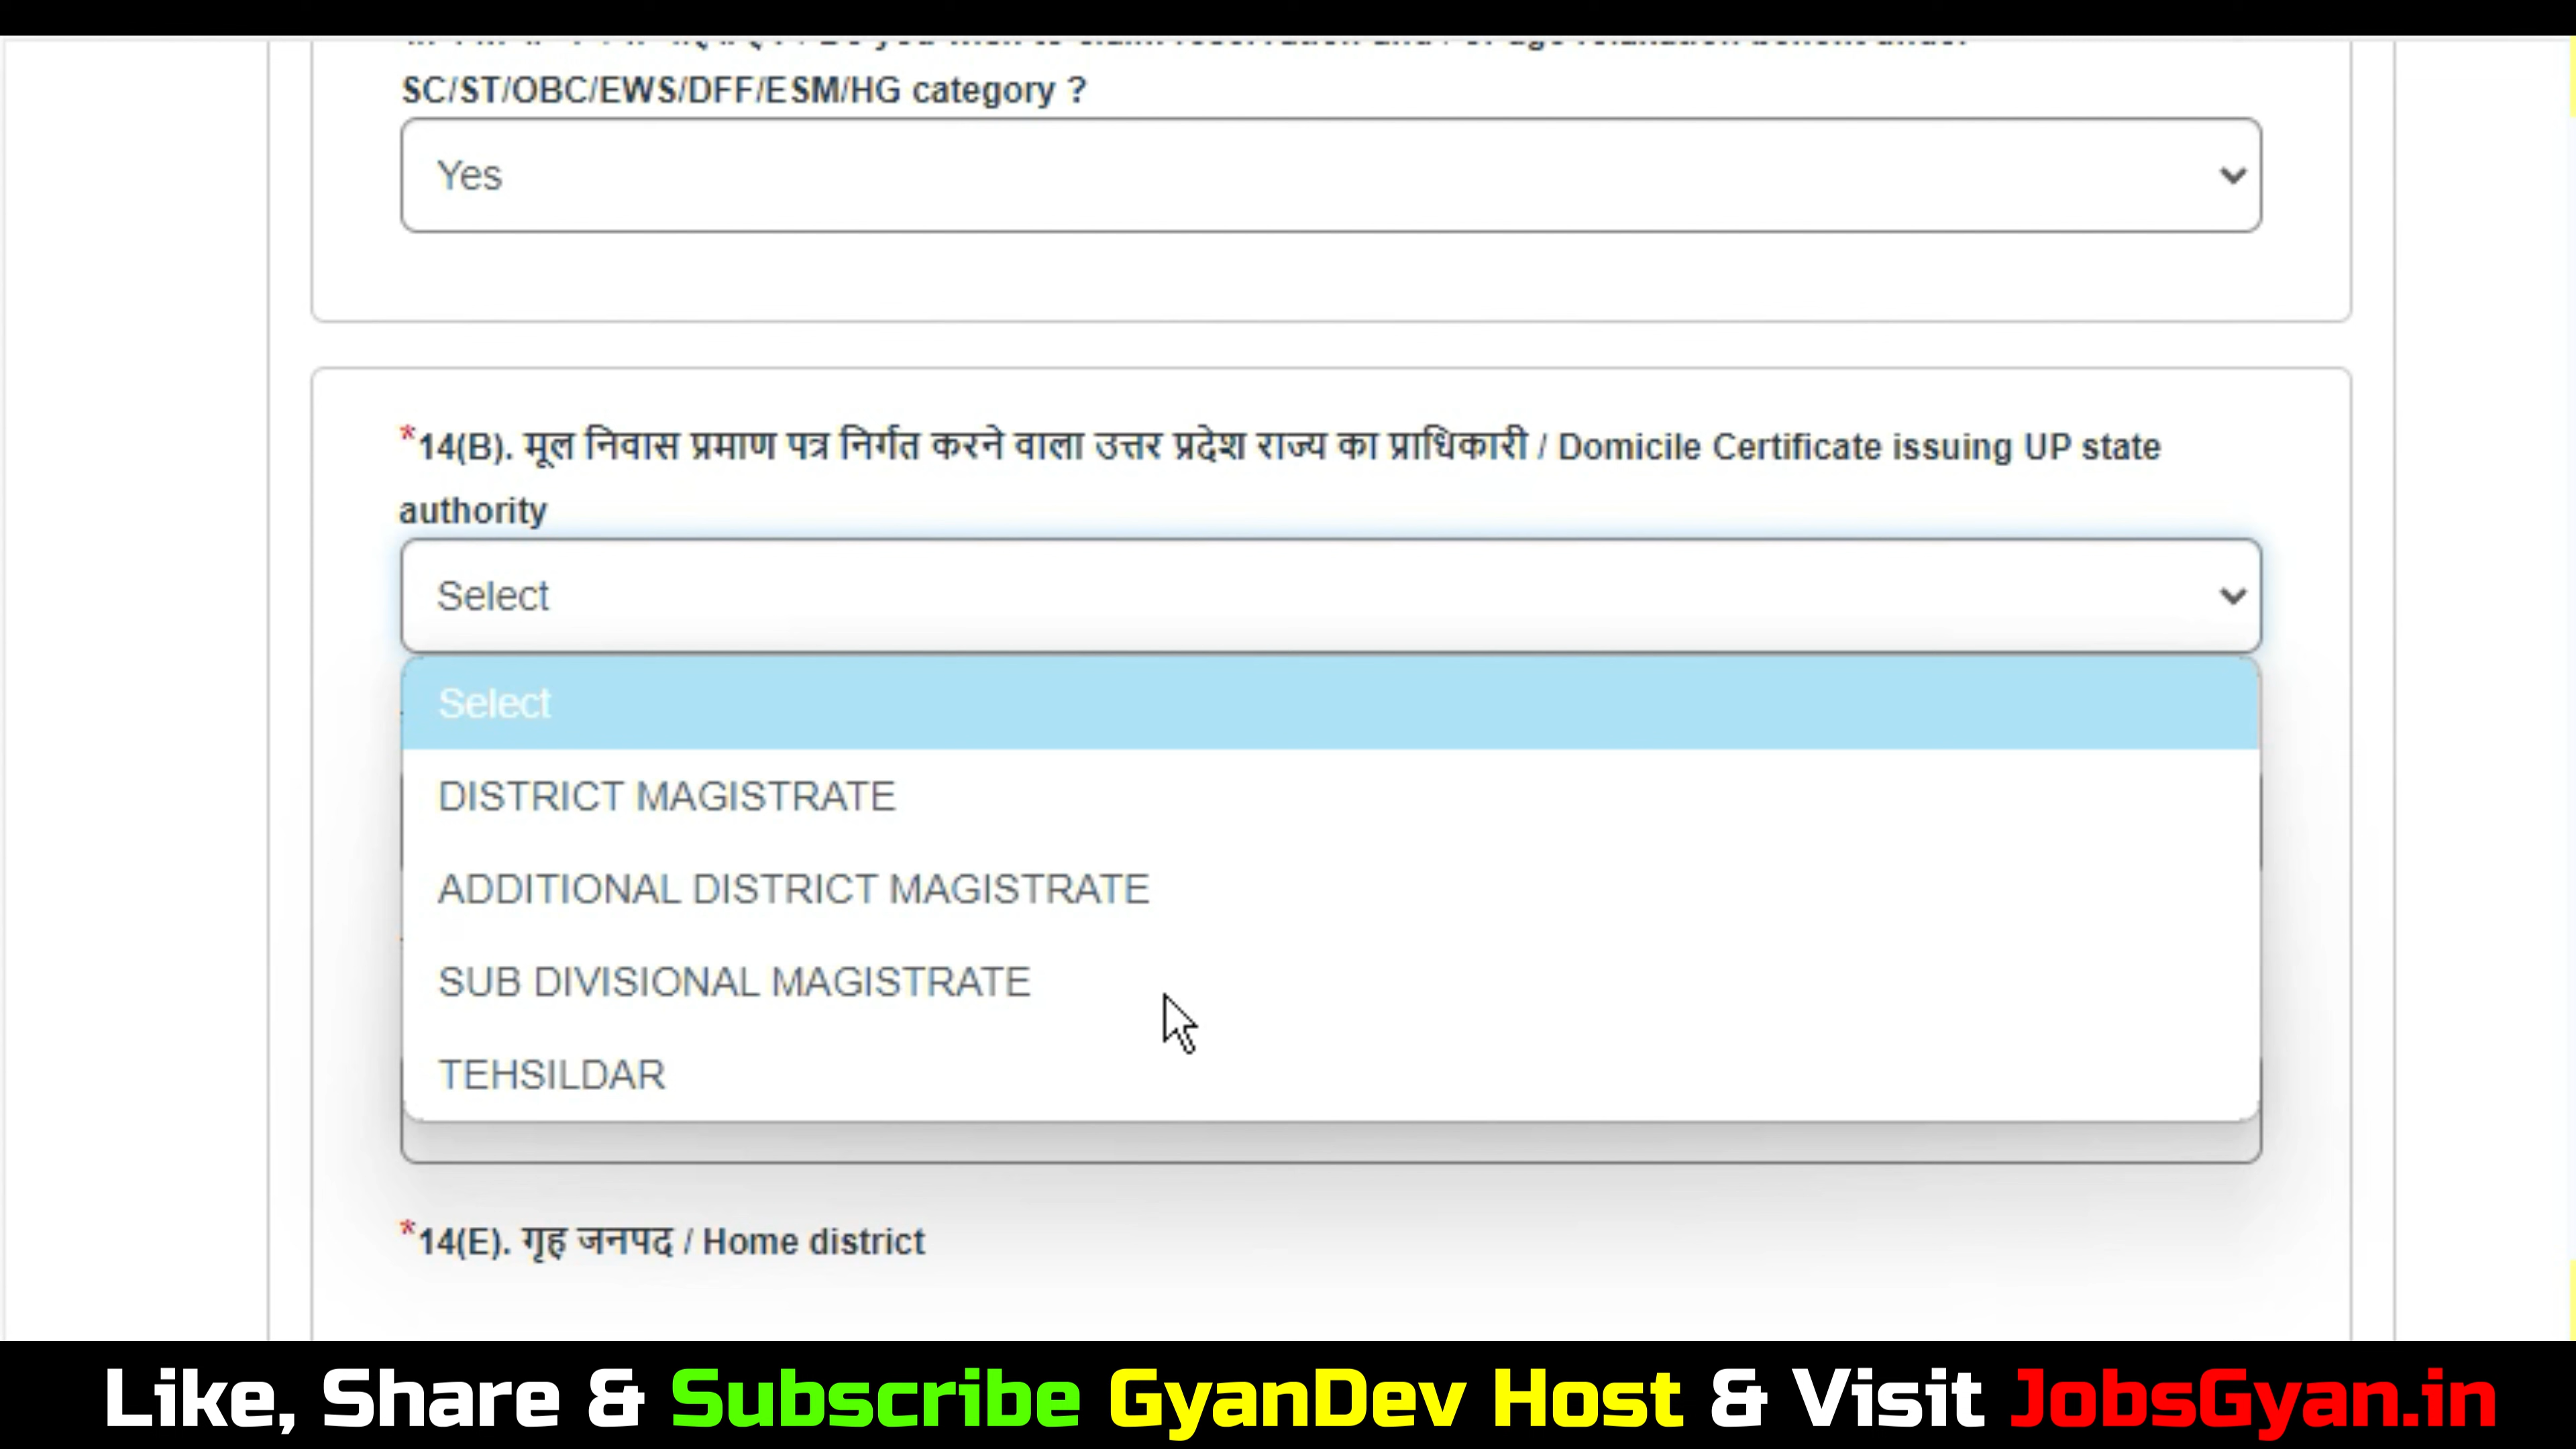 SC/ST/OBC/EWS/DFF/ESM/HG category ?
Yes
*14(B). मूल निवास प्रमाण पत्र निर्गत करने वाला उत्तर प्रदेश राज्य का प्राधिकारी / Domicile Certificate issuing UP state
authority
Select
Select
DISTRICT MAGISTRATE
ADDITIONAL DISTRICT MAGISTRATE
SUB DIVISIONAL MAGISTRATE
TEHSILDAR
*14(E). गृह जनपद / Home district
Like, Share & Subscribe GyanDev Host & Visit JobsGyan.in